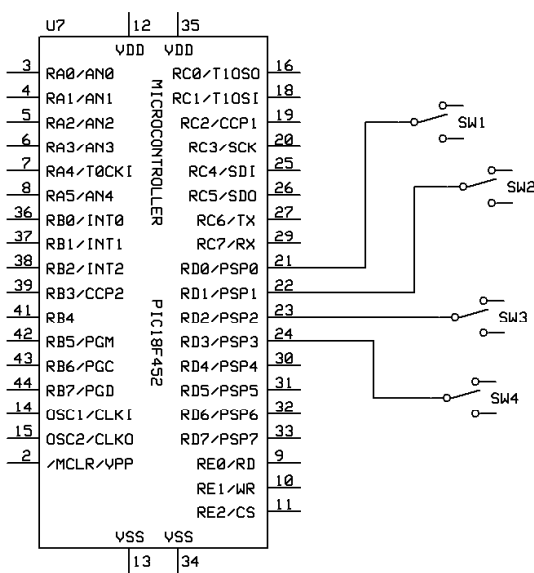 U7 12 35
VDD VDD
3 RA0/AN0 RC0/T1OSO 16
4 RA1/AN1 RC1/T1OSI 18
5 RA2/AN2 RC2/CCP1 19
6 RA3/AN3 RC3/SCK 20
7 RA4/T0CKI RC4/SDI 25
8 RA5/AN4 RC5/SDO 26
36 RB0/INT0 RC6/TX 27
37 RB1/INT1 RC7/RX 29
38 RB2/INT2 RD0/PSP0 21
39 RB3/CCP2 RD1/PSP1 22
41 RB4 RD2/PSP2 23
42 RB5/PGM RD3/PSP3 24
43 RB6/PGC RD4/PSP4 30
44 RB7/PGD RD5/PSP5 31
14 OSC1/CLKI RD6/PSP6 32
15 OSC2/CLKO RD7/PSP7 33
2 /MCLR/VPP RE0/RD 9
RE1/WR 10
RE2/CS 11
VSS VSS
13 34
MICROCONTROLLER
PIC18F452
SW1
SW2
SW3
SW4